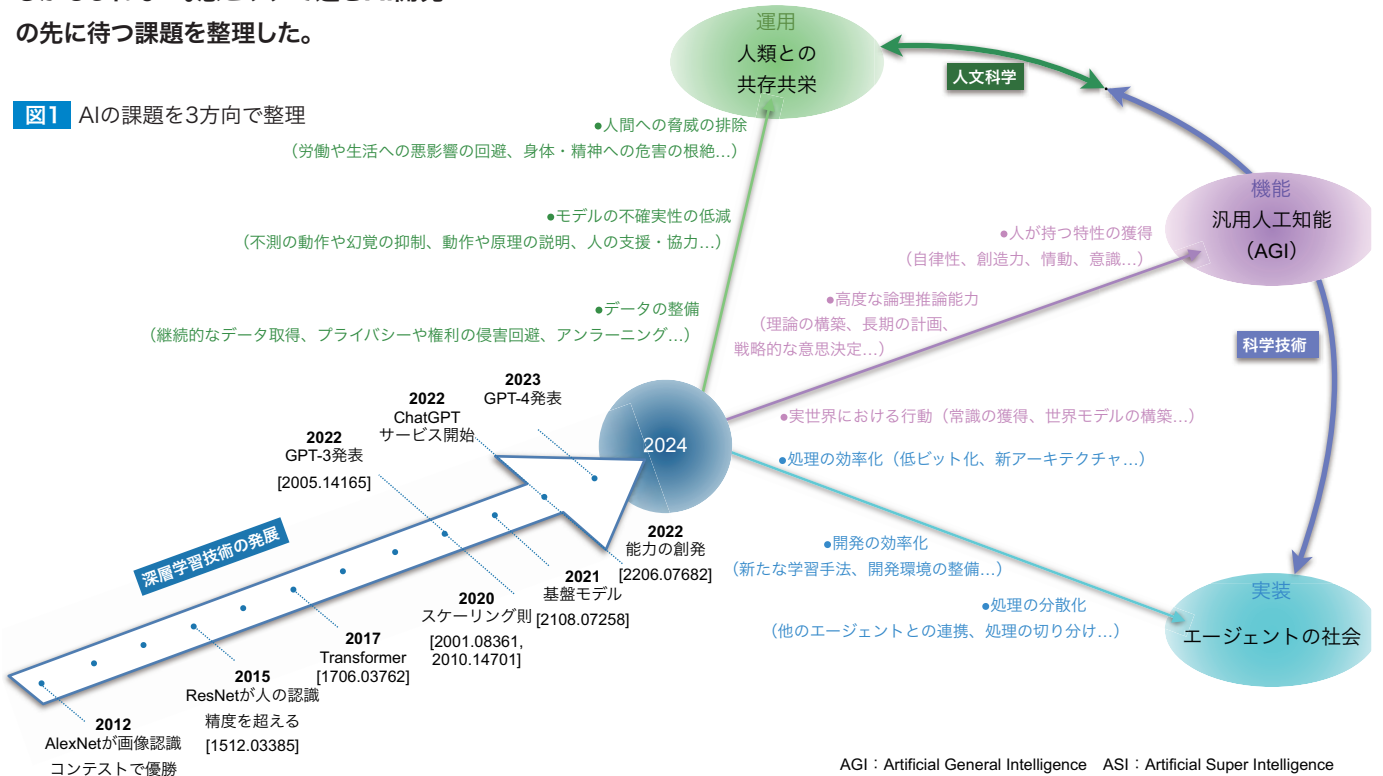 の先に待つ課題を整理した。
図1 AIの課題を3方向で整理
運用
人類との
共存共栄
人文科学
●人間への脅威の排除
（労働や生活への悪影響の回避、身体・精神への危害の根絶…）
機能
汎用人工知能
（AGI）
●モデルの不確実性の低減
（不測の動作や幻覚の抑制、動作や原理の説明、人の支援・協力…）
●人が持つ特性の獲得
（自律性、創造力、情動、意識…）
●データの整備
（継続的なデータ取得、プライバシーや権利の侵害回避、アンラーニング…）
●高度な論理推論能力
（理論の構築、長期の計画、
戦略的な意思決定…）
科学技術
2023
GPT-4発表
2022
ChatGPT
サービス開始
2022
GPT-3発表
[2005.14165]
2024
●実世界における行動（常識の獲得、世界モデルの構築…）
●処理の効率化（低ビット化、新アーキテクチャ…）
深層学習技術の発展
2022
能力の創発
[2206.07682]
●開発の効率化
（新たな学習手法、開発環境の整備…）
2021
基盤モデル
[2108.07258]
2020
スケーリング則
[2001.08361,
2010.14701]
●処理の分散化
（他のエージェントとの連携、処理の切り分け…）
実装
エージェントの社会
2017
Transformer
[1706.03762]
2015
ResNetが人の認識
精度を超える
[1512.03385]
2012
AlexNetが画像認識
コンテストで優勝
AGI：Artificial General Intelligence ASI：Artificial Super Intelligence